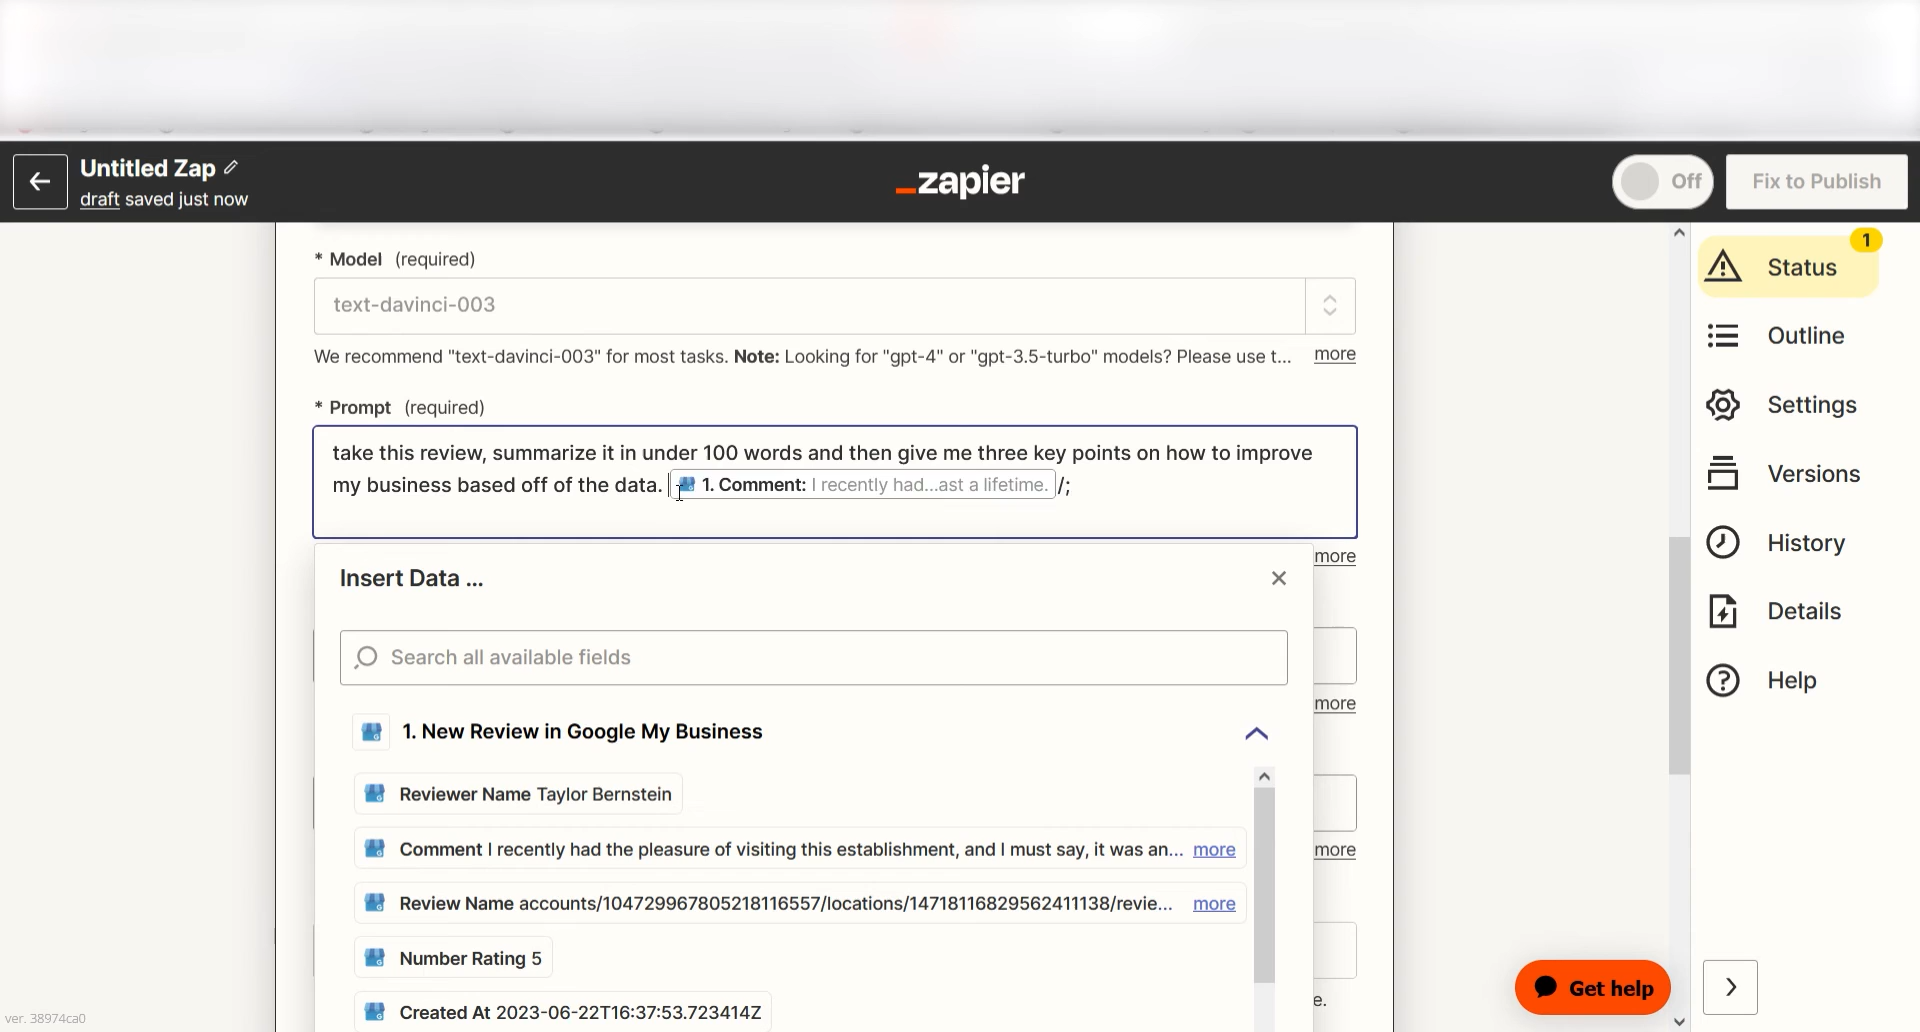 Untitled Zap
draft saved just now
_zapier
Off
Fix to Publish
* Model (required)
text-davinci-003
We recommend "text-davinci-003" for most tasks. Note: Looking for "gpt-4" or "gpt-3.5-turbo" models? Please use t... more
* Prompt (required)
take this review, summarize it in under 100 words and then give me three key points on how to improve
my business based off of the data. 1. Comment: I recently had...ast a lifetime. /;
more
Insert Data ...
Search all available fields
more
1. New Review in Google My Business
Reviewer Name Taylor Bernstein
Comment I recently had the pleasure of visiting this establishment, and I must say, it was an... more
more
Review Name accounts/104729967805218116557/locations/14718116829562411138/revie... more
Number Rating 5
Created At 2023-06-22T16:37:53.723414Z
e.
1
Status
Outline
Settings
Versions
History
Details
Help
Get help
ver. 38974ca0